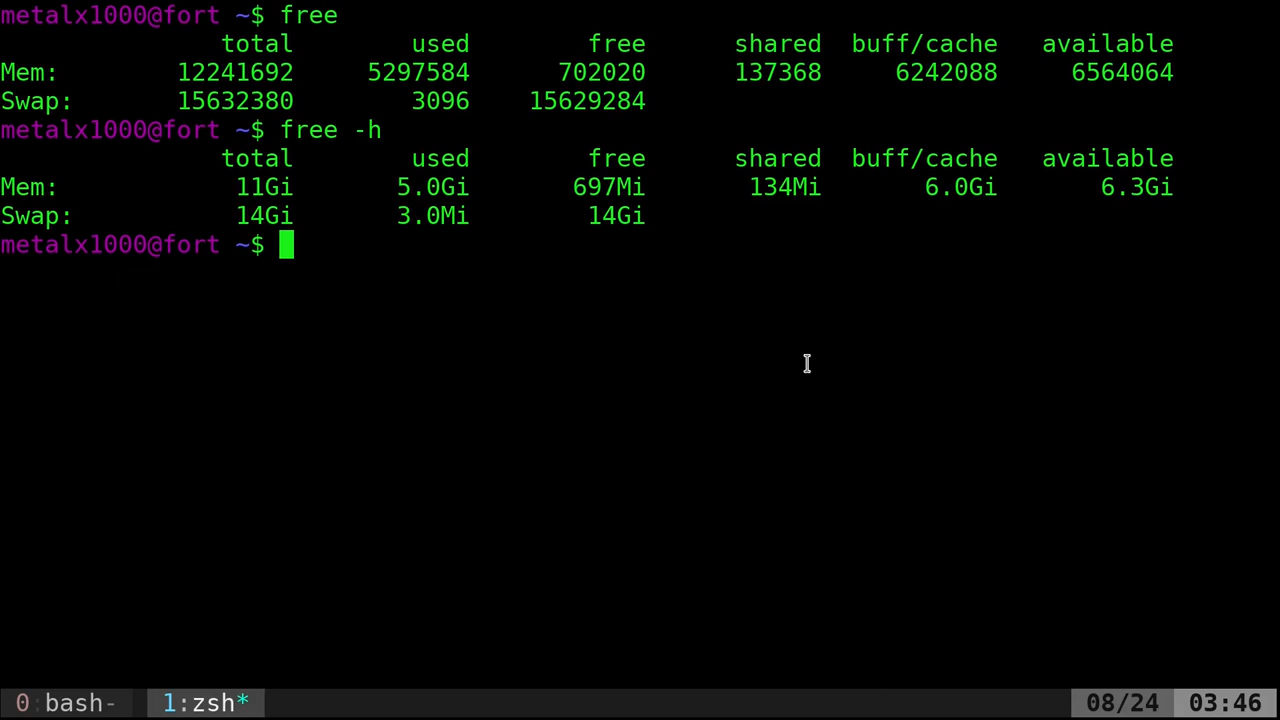 metalx1000@fort ~$ free
              total        used        free      shared  buff/cache   available
Mem:       12241692     5297584      702020      137368     6242088     6564064
Swap:      15632380        3096    15629284
metalx1000@fort ~$ free -h
              total        used        free      shared  buff/cache   available
Mem:           11Gi       5.0Gi       697Mi       134Mi       6.0Gi       6.3Gi
Swap:          14Gi       3.0Mi        14Gi
metalx1000@fort ~$
0:bash- 1:zsh* 08/24 03:46